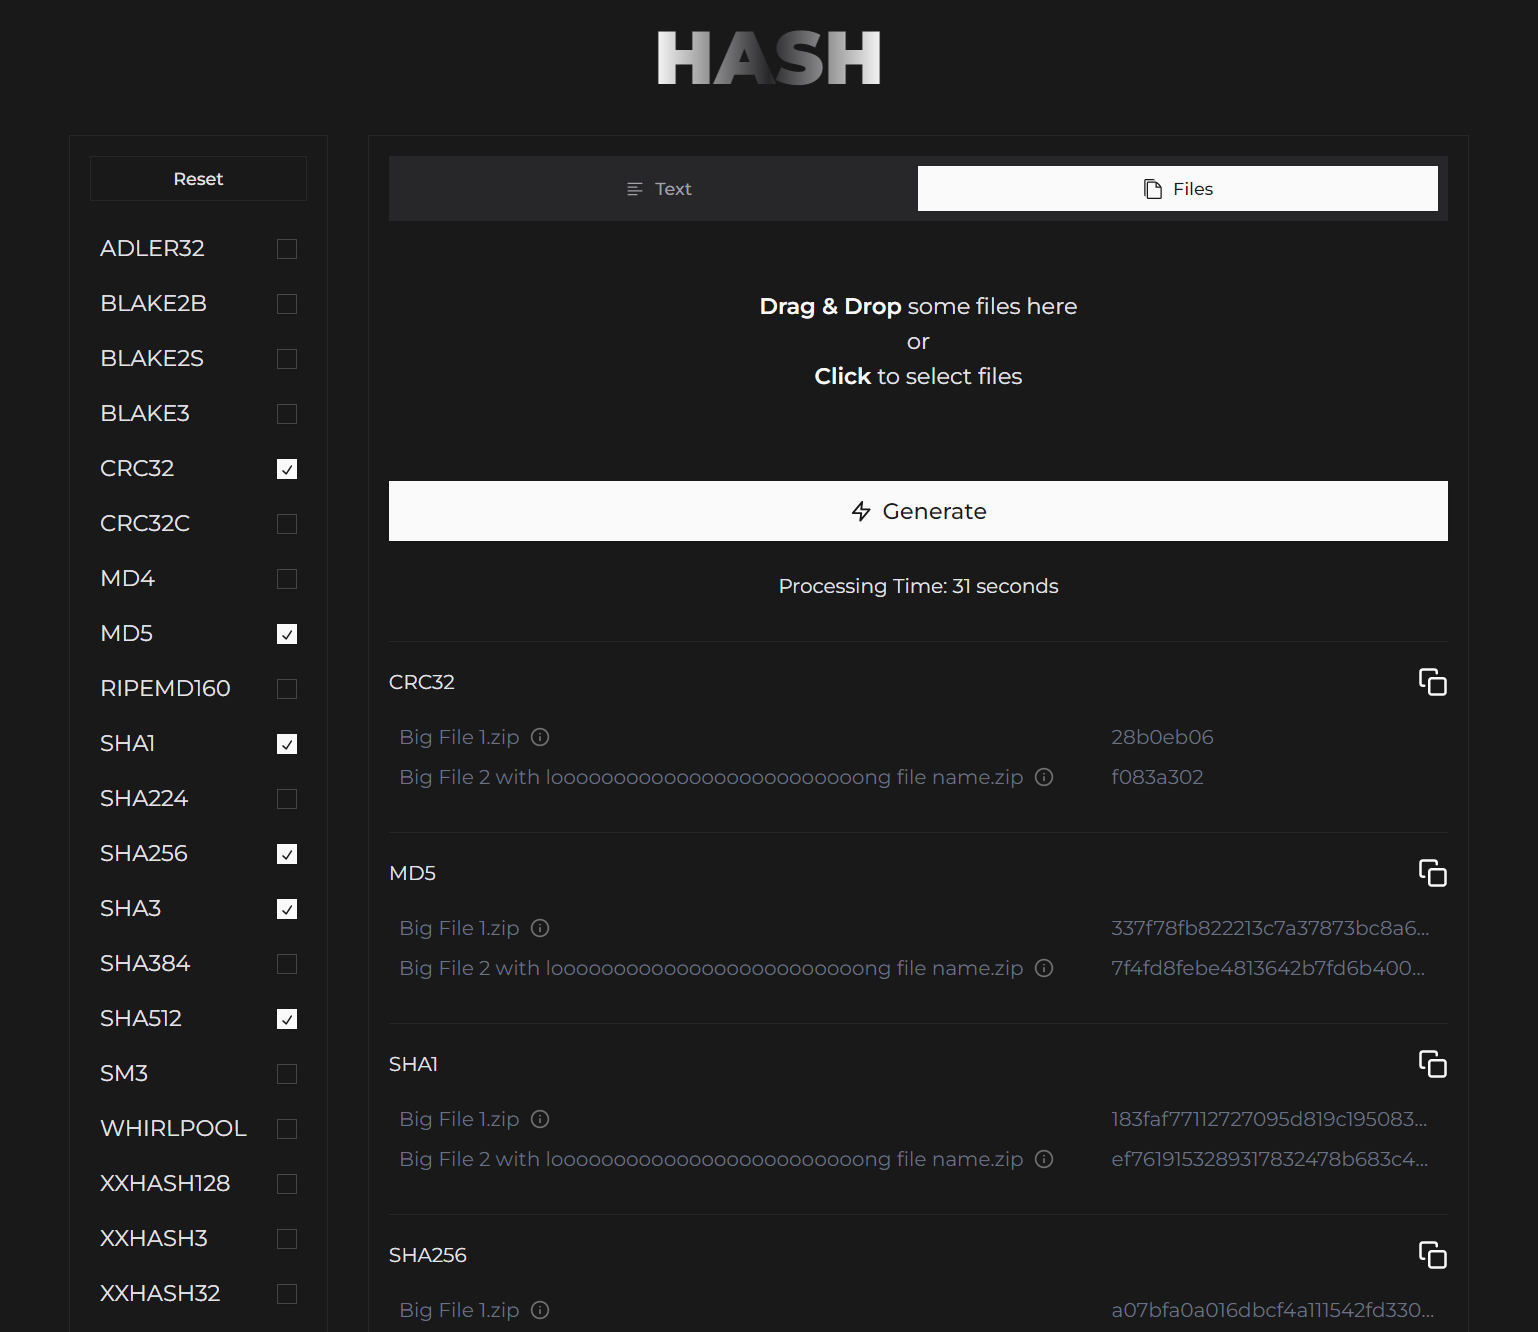 HASH
Reset
ADLER32
BLAKE2B
BLAKE2S
BLAKE3
CRC32
CRC32C
MD4
MD5
RIPEMD160
SHA1
SHA224
SHA256
SHA3
SHA384
SHA512
SM3
WHIRLPOOL
XXHASH128
XXHASH3
XXHASH32
Text
Files
Drag & Drop some files here
or
Click to select files
Generate
Processing Time: 31 seconds
CRC32
Big File 1.zip 28b0eb06
Big File 2 with looooooooooooooooooooooooong file name.zip f083a302
MD5
Big File 1.zip 337f78fb822213c7a37873bc8a6...
Big File 2 with looooooooooooooooooooooooong file name.zip 7f4fd8febe4813642b7fd6b400...
SHA1
Big File 1.zip 183faf77112727095d819c195083...
Big File 2 with looooooooooooooooooooooooong file name.zip ef7619153289317832478b683c4...
SHA256
Big File 1.zip a07bfa0a016dbcf4a111542fd330...